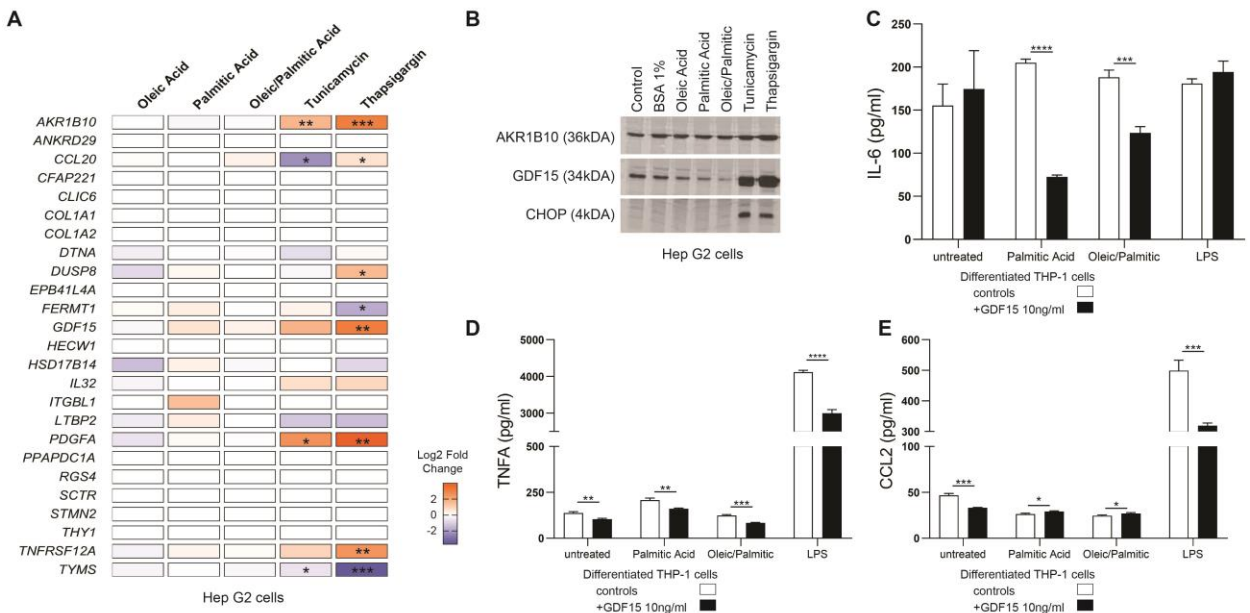 A
Oleic Acid
Palmitic Acid
Oleic/Palmitic Acid
Tunicamycin
Thapsigargin
AKR1B10 ** ***
ANKRD29
CCL20 * *
CFAP221
CLIC6
COL1A1
COL1A2
DTNA
DUSP8 *
EPB41L4A
FERMT1 *
GDF15 **
HECW1
HSD17B14
IL32
ITGBL1
LTBP2
PDGFA * **
PPAPDC1A
RGS4
SCTR
STMN2
THY1
TNFRSF12A **
TYMS * ***
Hep G2 cells
Log2 Fold
Change
2
0
-2
B
Control
BSA 1%
Oleic Acid
Palmitic Acid
Oleic/Palmitic
Tunicamycin
Thapsigargin
AKR1B10 (36kDA)
GDF15 (34kDA)
CHOP (4kDA)
Hep G2 cells
C
IL-6 (pg/ml)
250
200
150
100
50
0
****
***
untreated Palmitic Acid Oleic/Palmitic LPS
Differentiated THP-1 cells
controls
+GDF15 10ng/ml
D
TNFA (pg/ml)
5000
4000
3000
500
250
0
**
**
***
****
untreated Palmitic Acid Oleic/Palmitic LPS
Differentiated THP-1 cells
controls
+GDF15 10ng/ml
E
CCL2 (pg/ml)
600
500
400
300
100
50
0
***
*
*
***
untreated Palmitic Acid Oleic/Palmitic LPS
Differentiated THP-1 cells
controls
+GDF15 10ng/ml